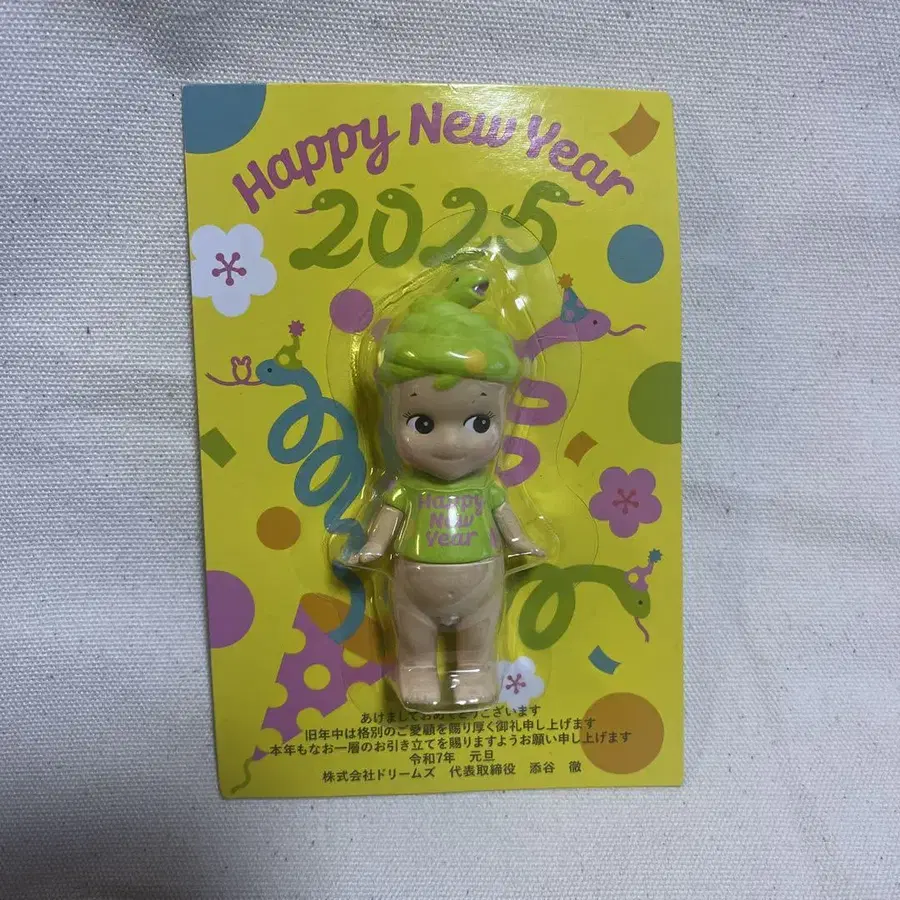 Happy New Year
2025
Happy
New
Year
あけましておめでとうございます
旧年中は格別のご愛顧を賜り厚く御礼申し上げます
本年もなお一層のお引き立てを賜りますようお願い申し上げます
令和7年　元旦
株式会社ドリームズ　代表取締役　添谷　徹